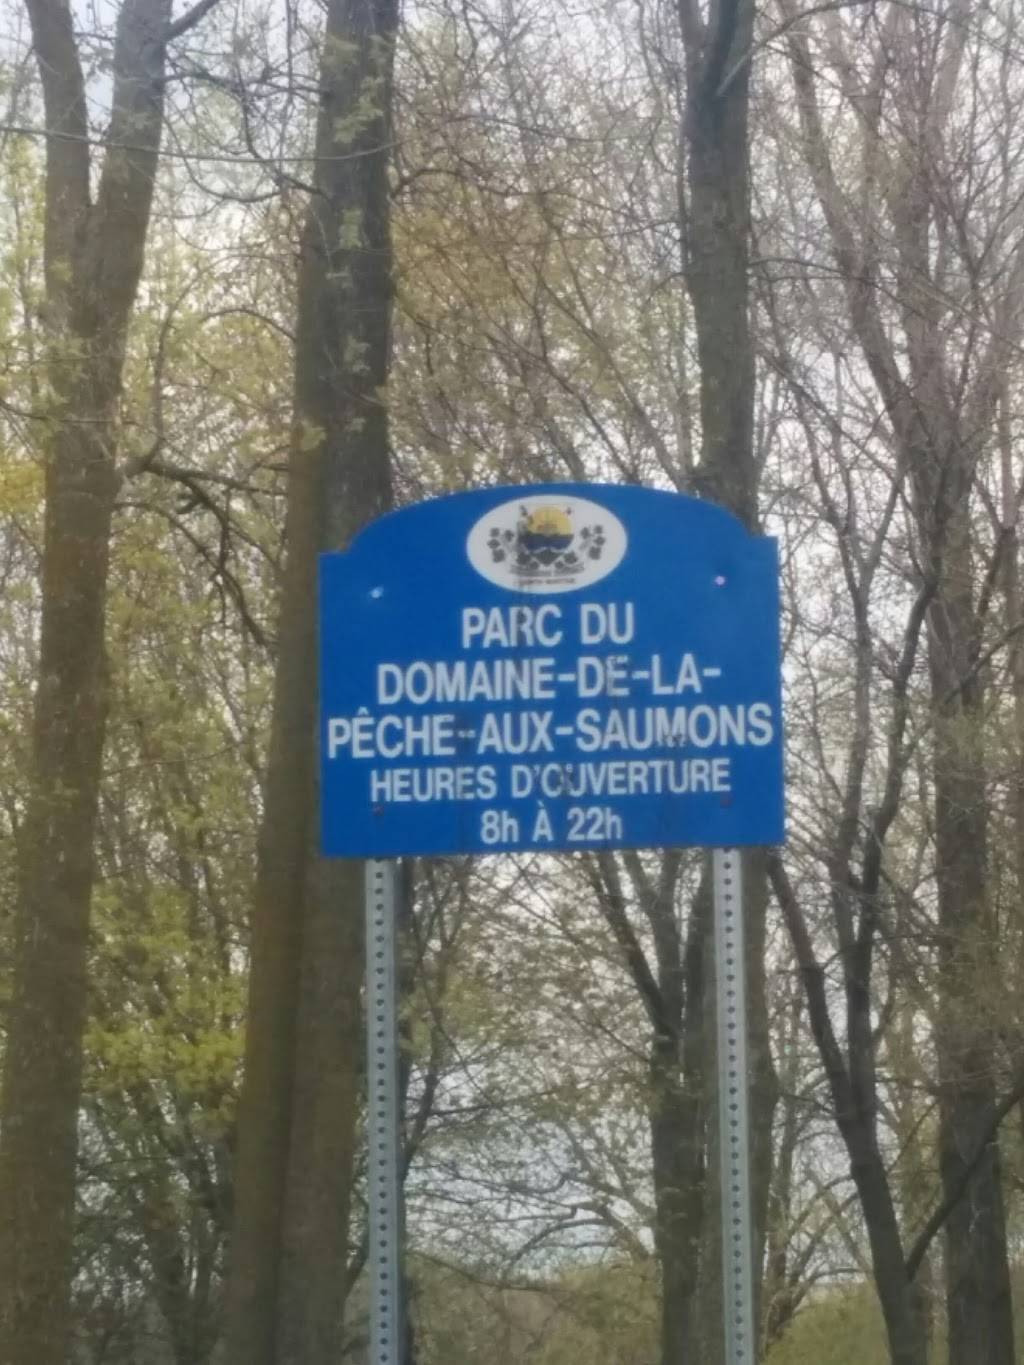 PARC DU
DOMAINE-DE-LA-
PÊCHE-AUX-SAUMONS
HEURES D'OUVERTURE
8h À 22h